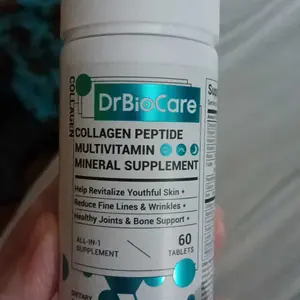 COLLAGEN
DrBioCare
COLLAGEN PEPTIDE
MULTIVITAMIN
MINERAL SUPPLEMENT
Help Revitalize Youthful Skin •
Reduce Fine Lines & Wrinkles •
Healthy Joints & Bone Support •
ALL-IN-1
SUPPLEMENT
60
TABLETS
DIETARY